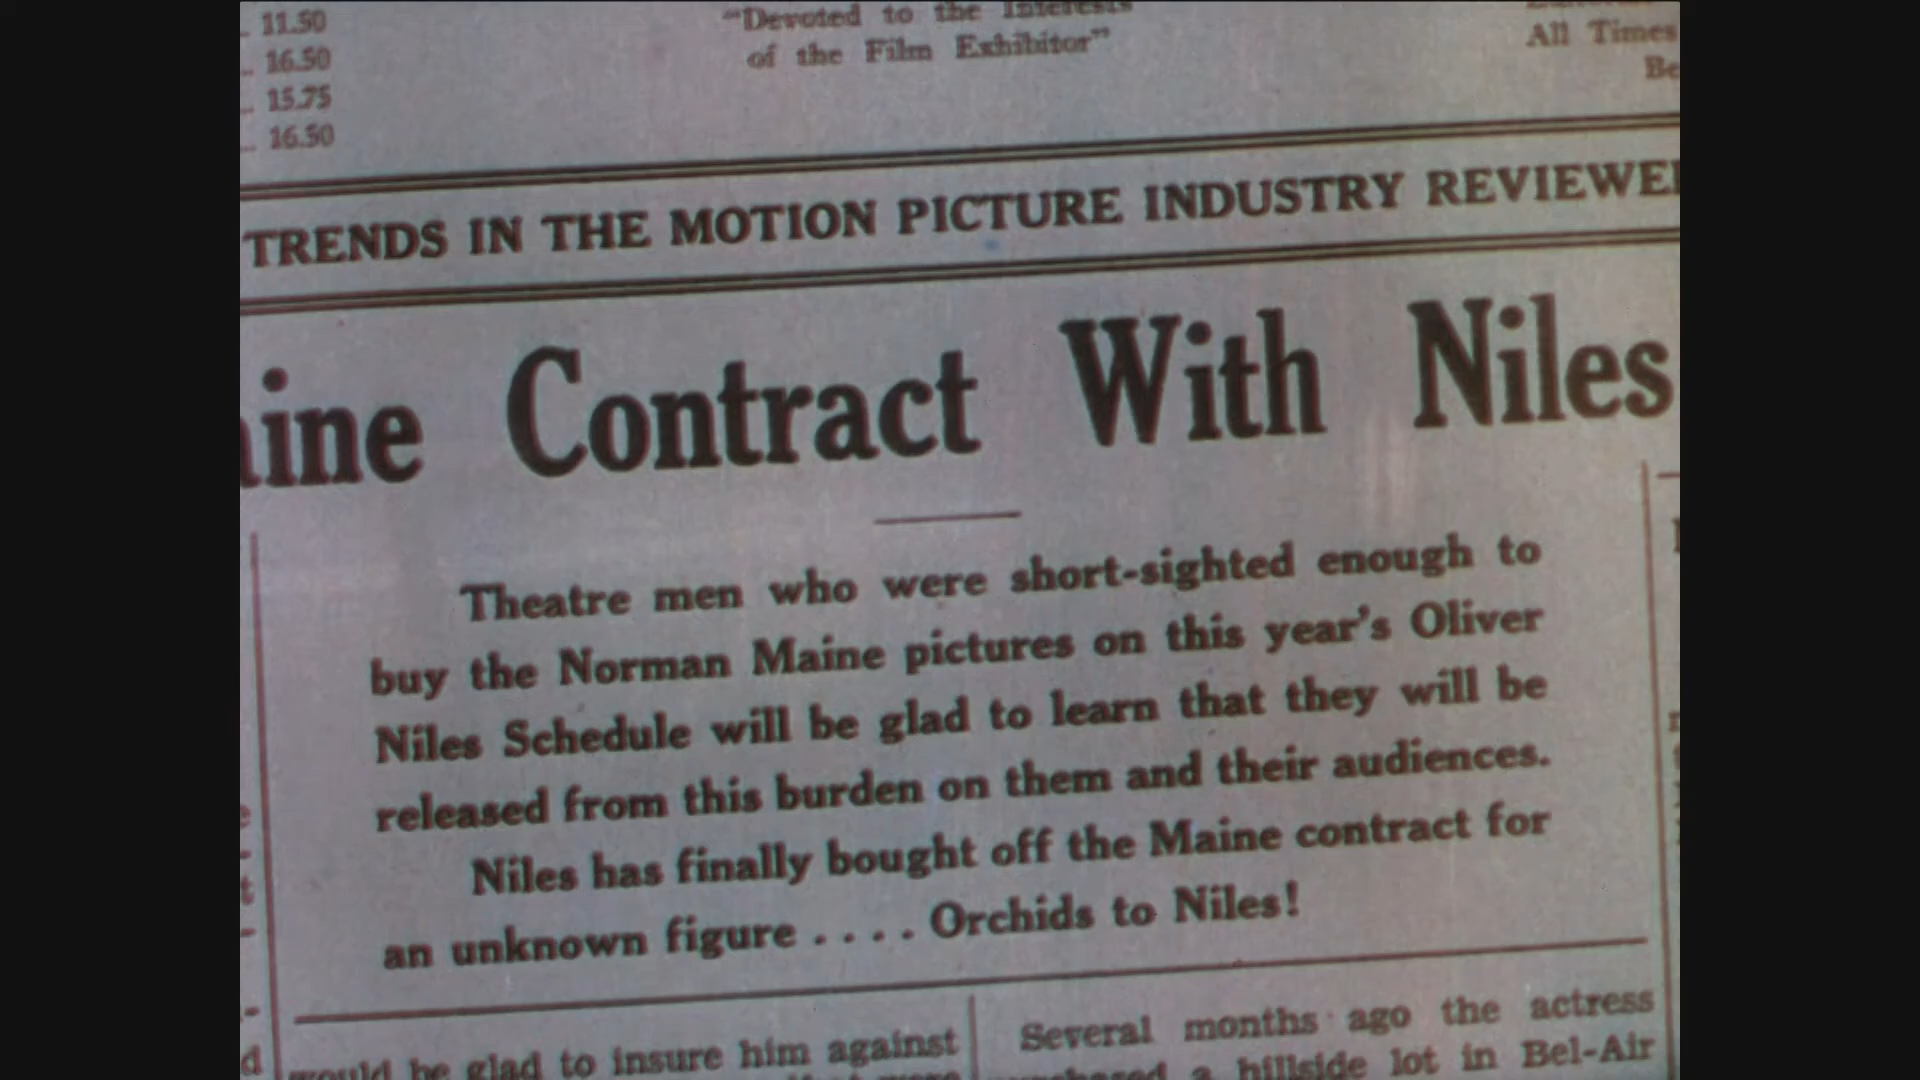 11.50
16.50
15.75
16.50
"Devoted to the Interests
of the Film Exhibitor"
All Times
TRENDS IN THE MOTION PICTURE INDUSTRY REVIEWED
Contract With Niles
Theatre men who were short-sighted enough to
buy the Norman Maine pictures on this year's Oliver
Niles Schedule will be glad to learn that they will be
released from this burden on them and their audiences.
Niles has finally bought off the Maine contract for
an unknown figure . . . . Orchids to Niles!
would be glad to insure him against
Several months ago the actress
purchased a hillside lot in Bel-Air